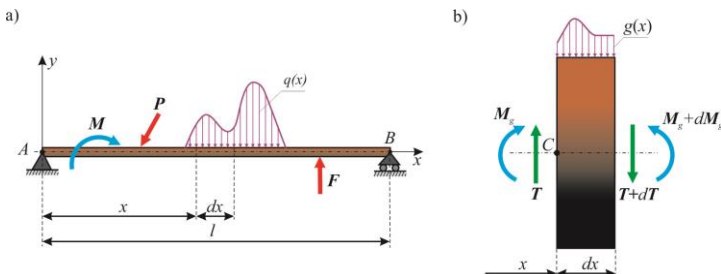 a)
y
M
P
q(x)
A
B
x
F
x
dx
l
b)
g(x)
M_g
M_g+dM_g
C
T
T+dT
x
dx